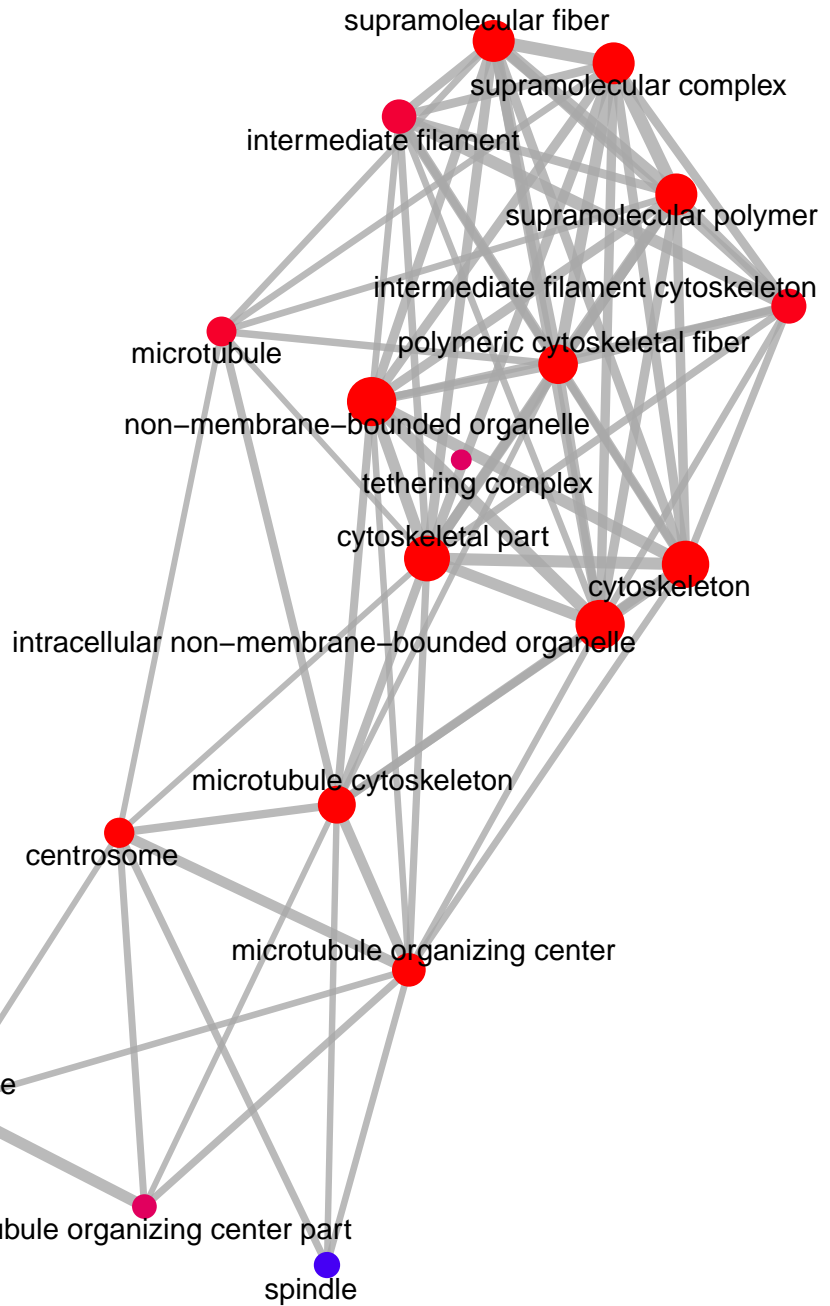 supramolecular fiber
supramolecular complex
intermediate filament
supramolecular polymer
intermediate filament cytoskeleton
polymeric cytoskeletal fiber
microtubule
non−membrane−bounded organelle
tethering complex
cytoskeletal part
cytoskeleton
intracellular non−membrane−bounded organelle
microtubule cytoskeleton
centrosome
microtubule organizing center
e
ubule organizing center part
spindle